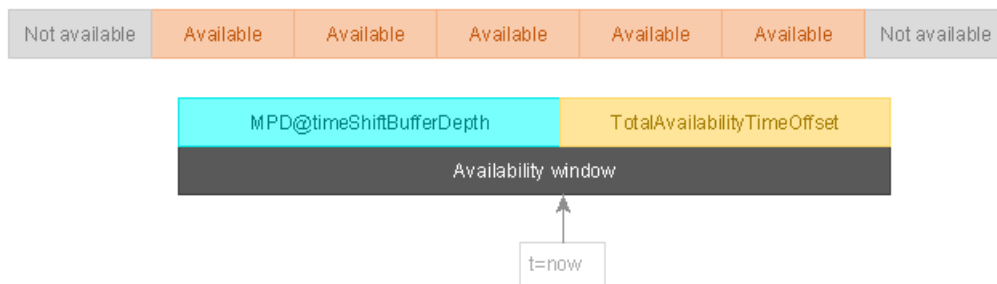 Not available Available Available Available Available Available Not available
MPD@timeShiftBufferDepth TotalAvailabilityTimeOffset
Availability window
t=now